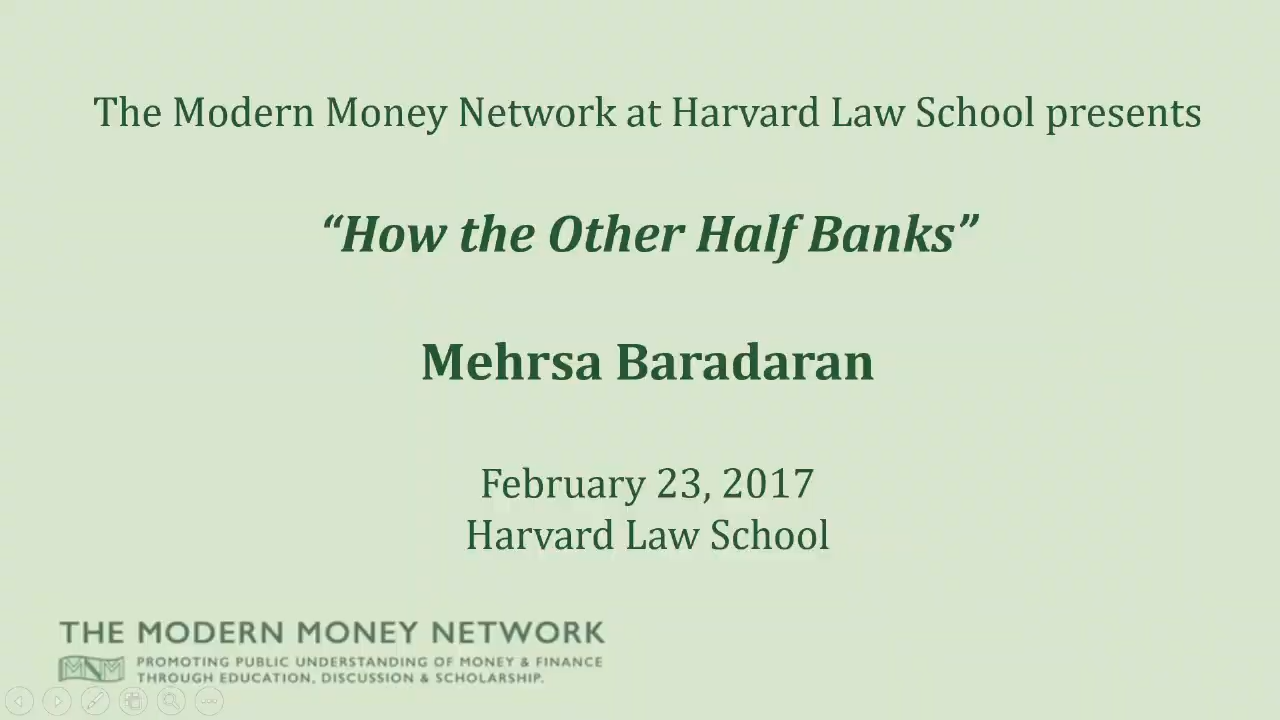 The Modern Money Network at Harvard Law School presents
“How the Other Half Banks”
Mehrsa Baradaran
February 23, 2017
Harvard Law School
THE MODERN MONEY NETWORK
MNM
PROMOTING PUBLIC UNDERSTANDING OF MONEY & FINANCE
THROUGH EDUCATION, DISCUSSION & SCHOLARSHIP.